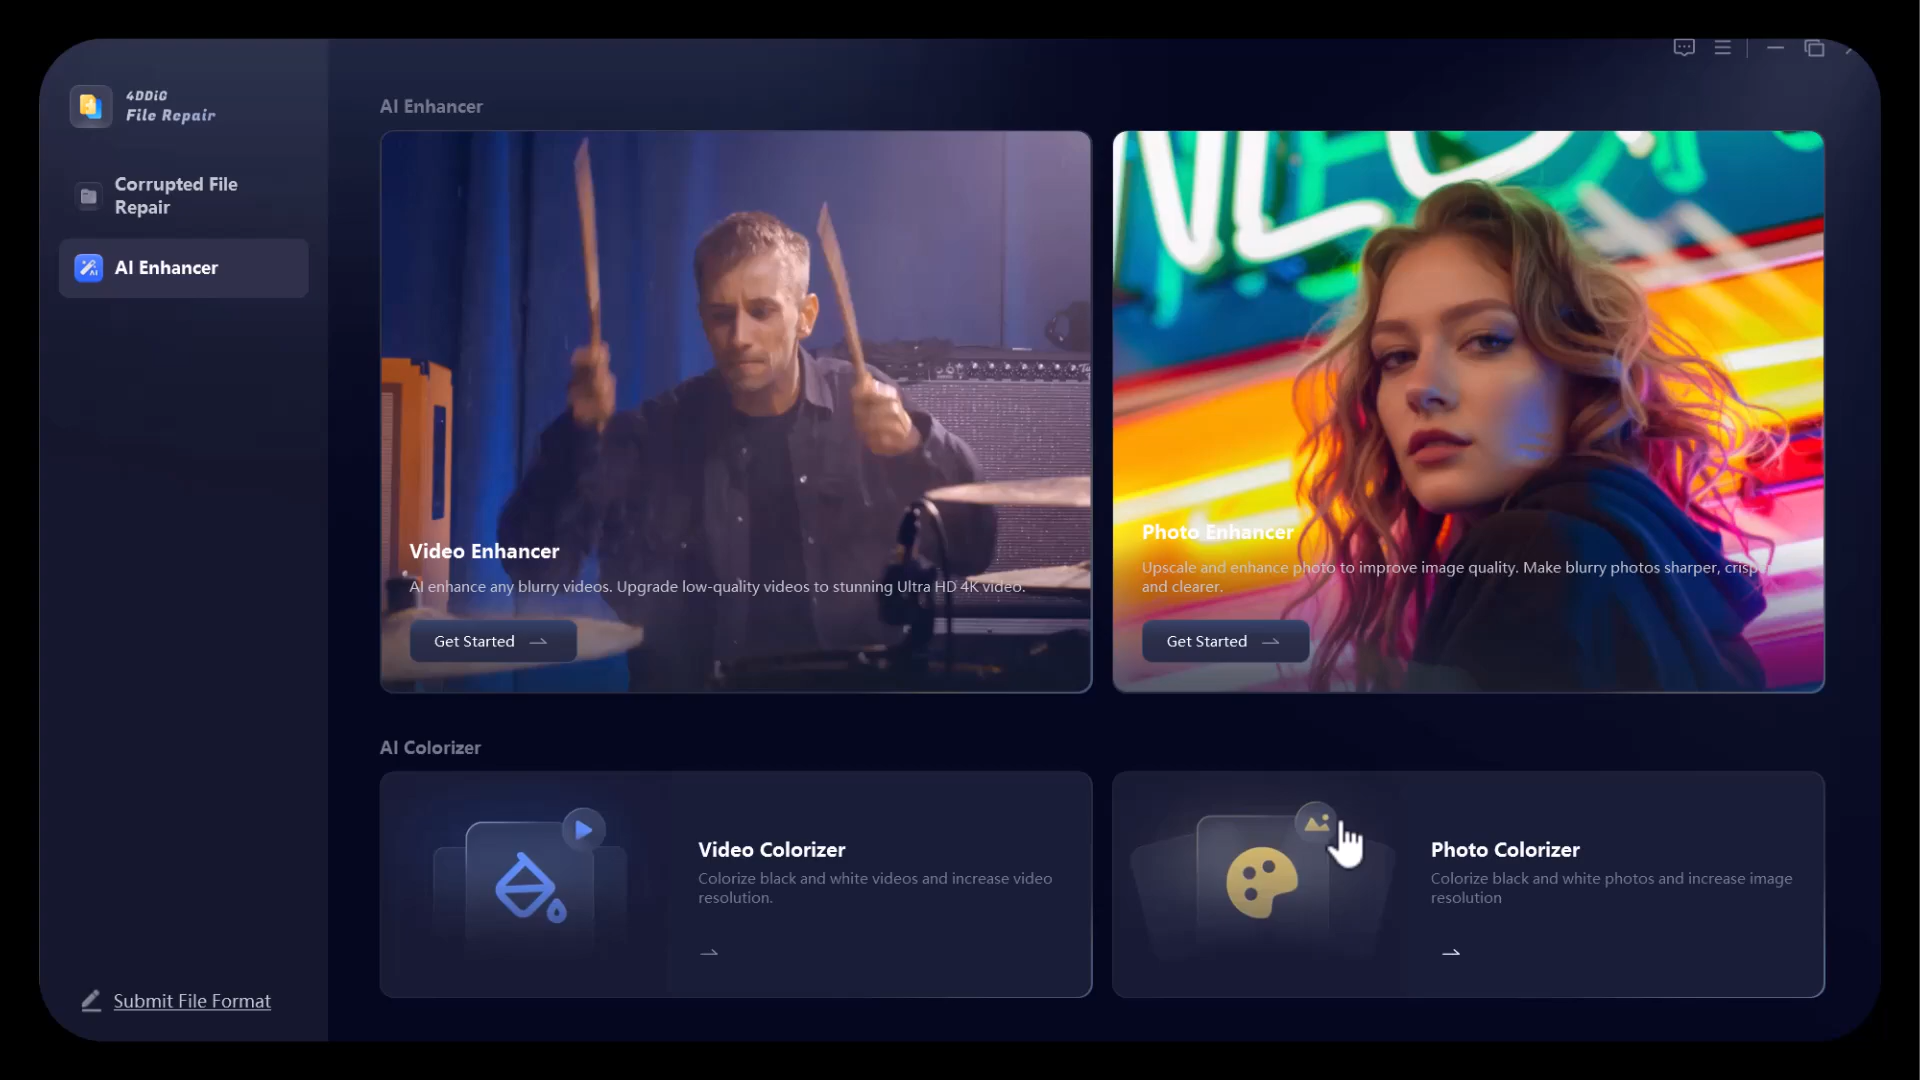 4DDiG
File Repair
Corrupted File
Repair
AI Enhancer
Submit File Format
AI Enhancer
Video Enhancer
AI enhance any blurry videos. Upgrade low-quality videos to stunning Ultra HD 4K video.
Get Started
Photo Enhancer
Upscale and enhance photo to improve image quality. Make blurry photos sharper, crisper
and clearer.
Get Started
AI Colorizer
Video Colorizer
Colorize black and white videos and increase video
resolution.
Photo Colorizer
Colorize black and white photos and increase image
resolution